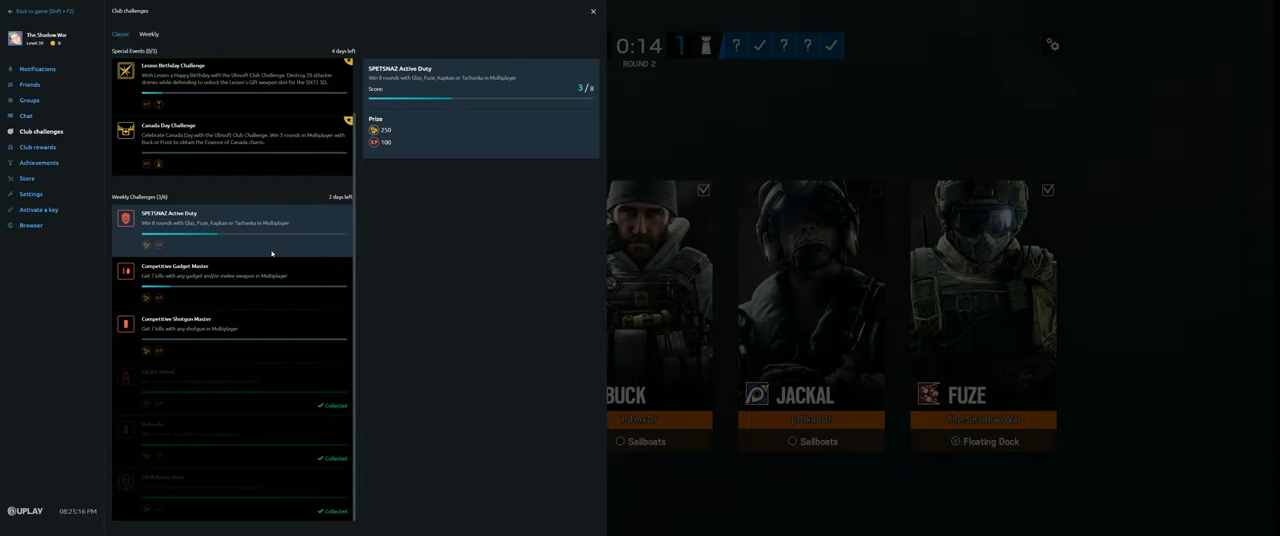 Back to game (Shift + F2)
The.Shadow.War
Level 39
0
Notifications
Friends
Groups
Chat
Club challenges
Club rewards
Achievements
Store
Settings
Activate a key
Browser
UPLAY
08:25:16 PM
Club challenges
Classic
Weekly
Special Events (0/3)
4 days left
Lesion Birthday Challenge
Wish Lesion a Happy Birthday with the Ubisoft Club Challenge. Destroy 20 attacker
drones while defending to unlock the Lesion's Gift weapon skin for the SIX12 SD.
XP
Canada Day Challenge
Celebrate Canada Day with the Ubisoft Club Challenge. Win 5 rounds in Multiplayer with
Buck or Frost to obtain the Essence of Canada charm.
XP
Weekly Challenges (3/6)
2 days left
SPETSNAZ Active Duty
Win 8 rounds with Glaz, Fuze, Kapkan or Tachanka in Multiplayer
XP
Competitive Gadget Master
Get 7 kills with any gadget and/or melee weapon in Multiplayer
XP
Competitive Shotgun Master
Get 7 kills with any shotgun in Multiplayer
XP
Collected
Collected
Collected
SPETSNAZ Active Duty
Win 8 rounds with Glaz, Fuze, Kapkan or Tachanka in Multiplayer
Score:
3 / 8
Prize
250
XP 100
0:14
ROUND 2
1
? ? ?
BUCK
Sailboats
JACKAL
Sailboats
FUZE
The.Shadow.War
Floating Dock